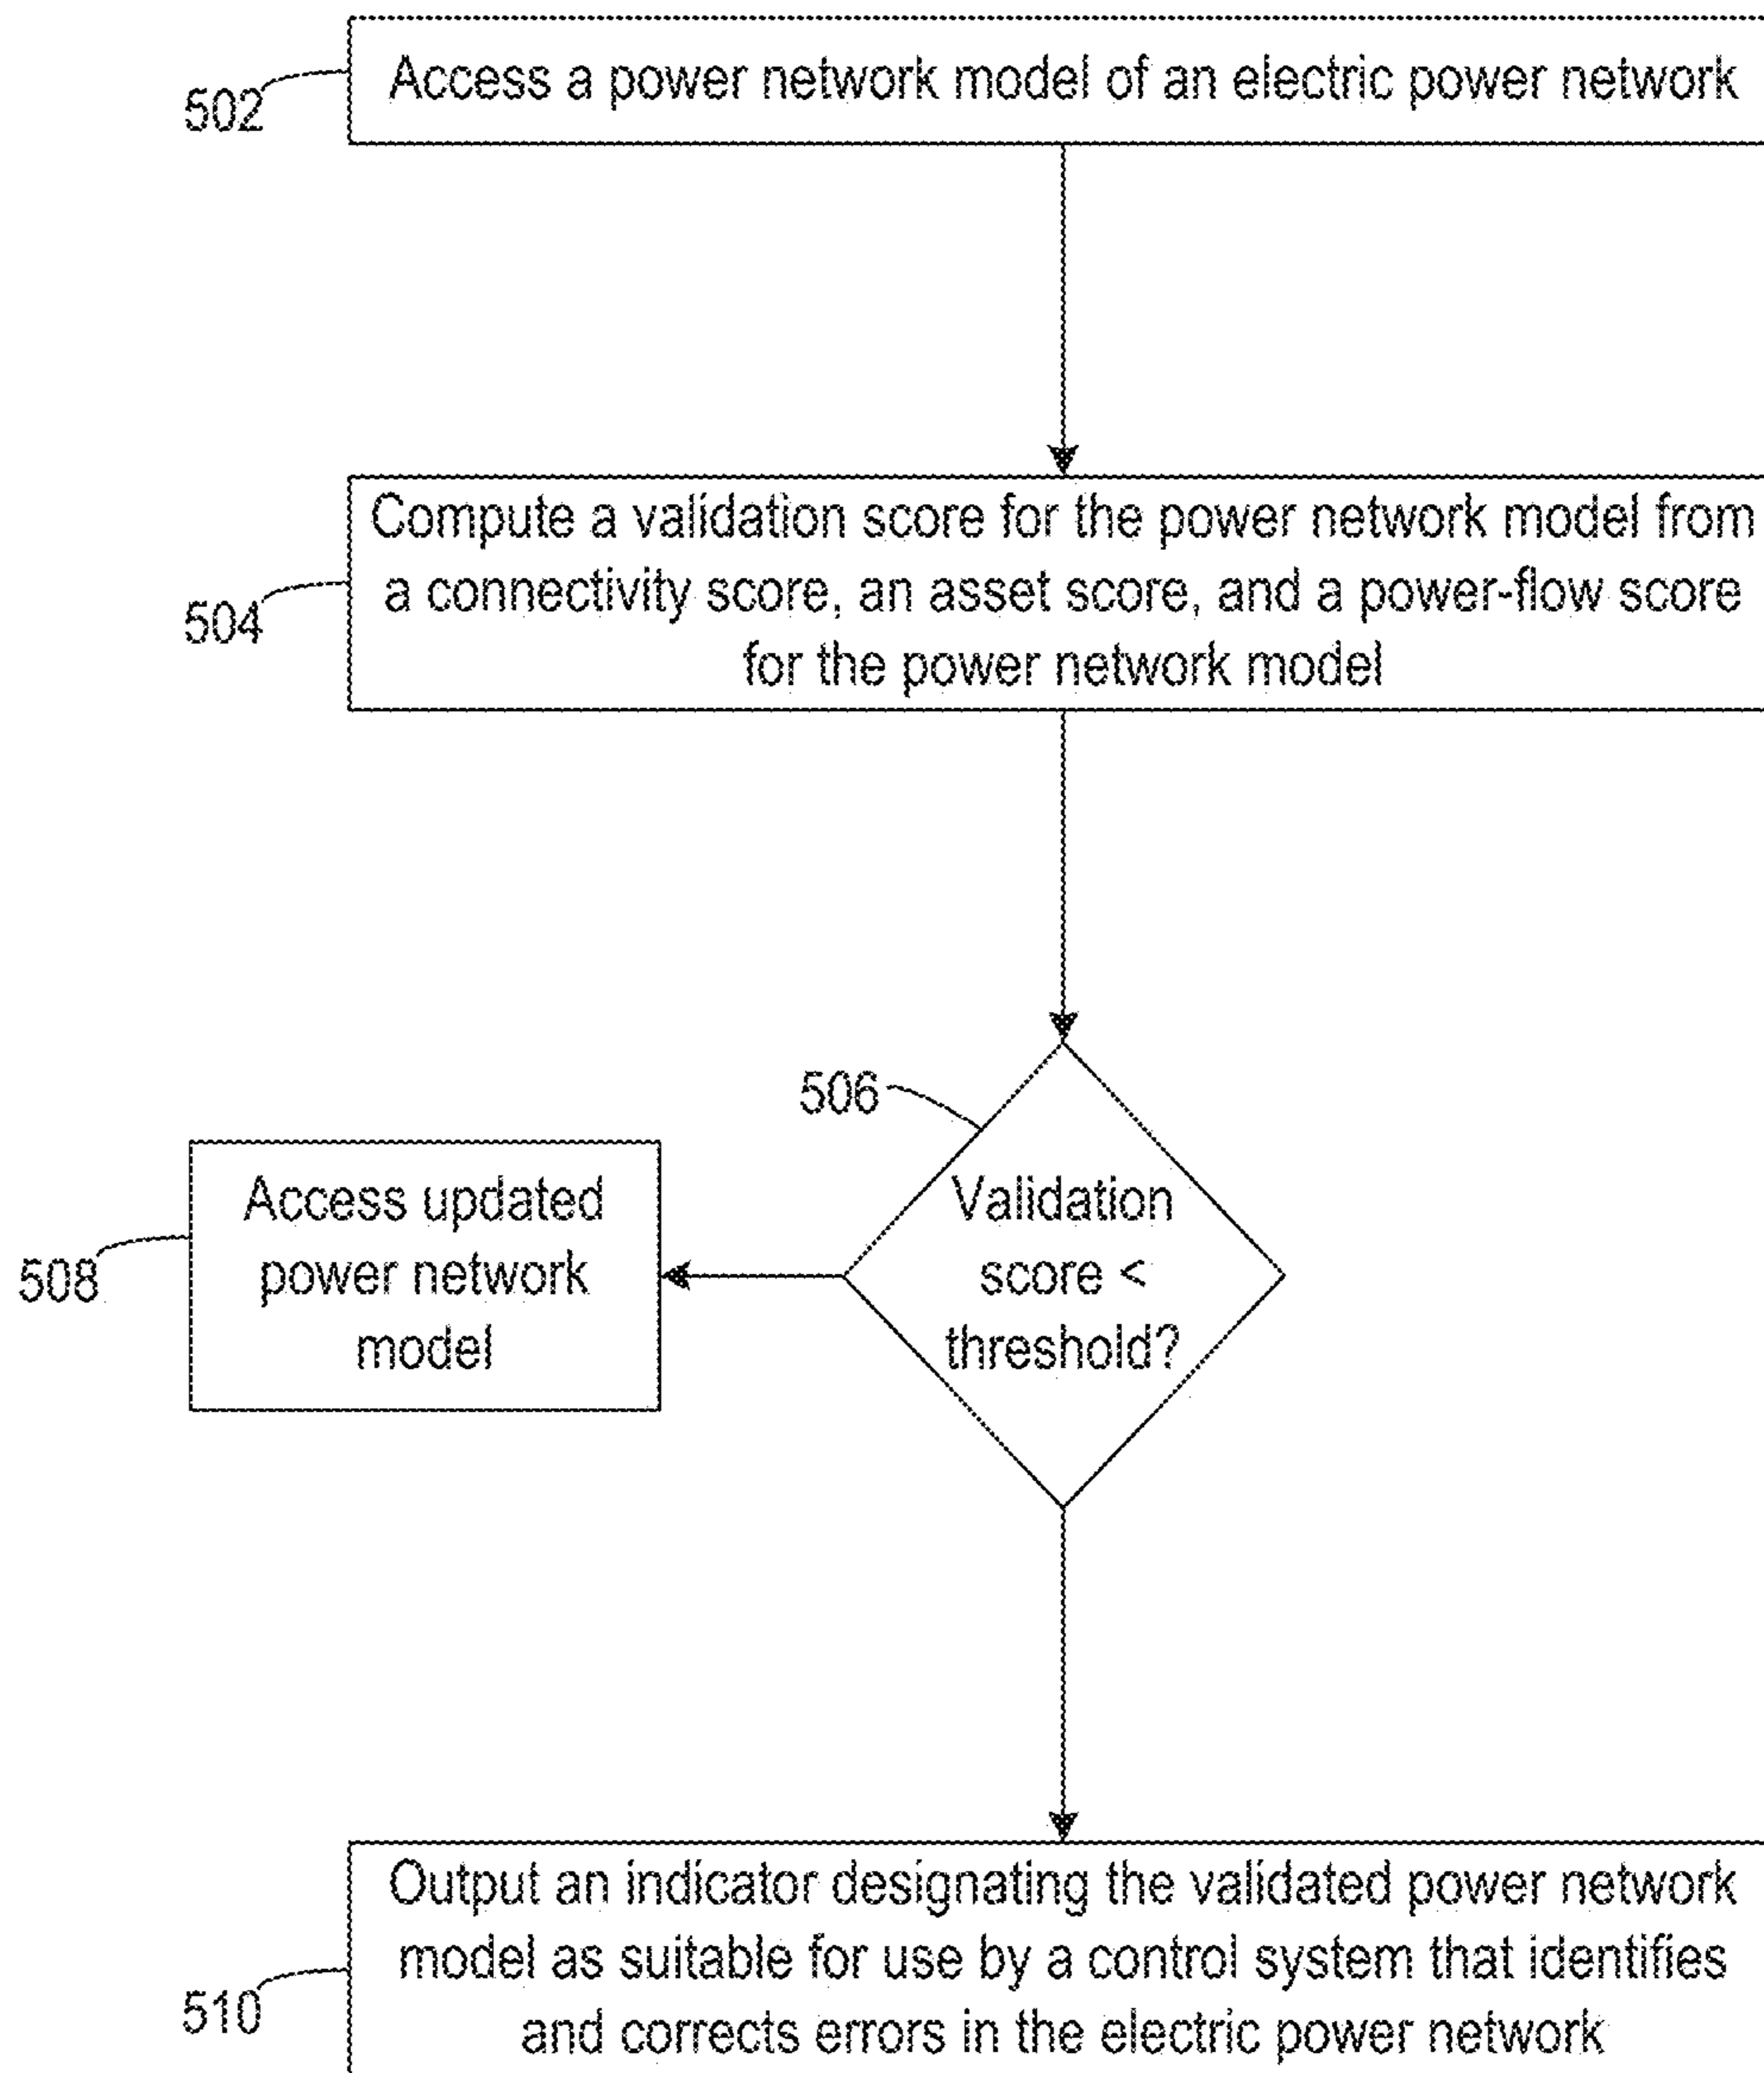 502
Access a power network model of an electric power network
504
Compute a validation score for the power network model from
a connectivity score, an asset score, and a power-flow score
for the power network model
506
Validation
score <
threshold?
508
Access updated
power network
model
510
Output an indicator designating the validated power network
model as suitable for use by a control system that identifies
and corrects errors in the electric power network